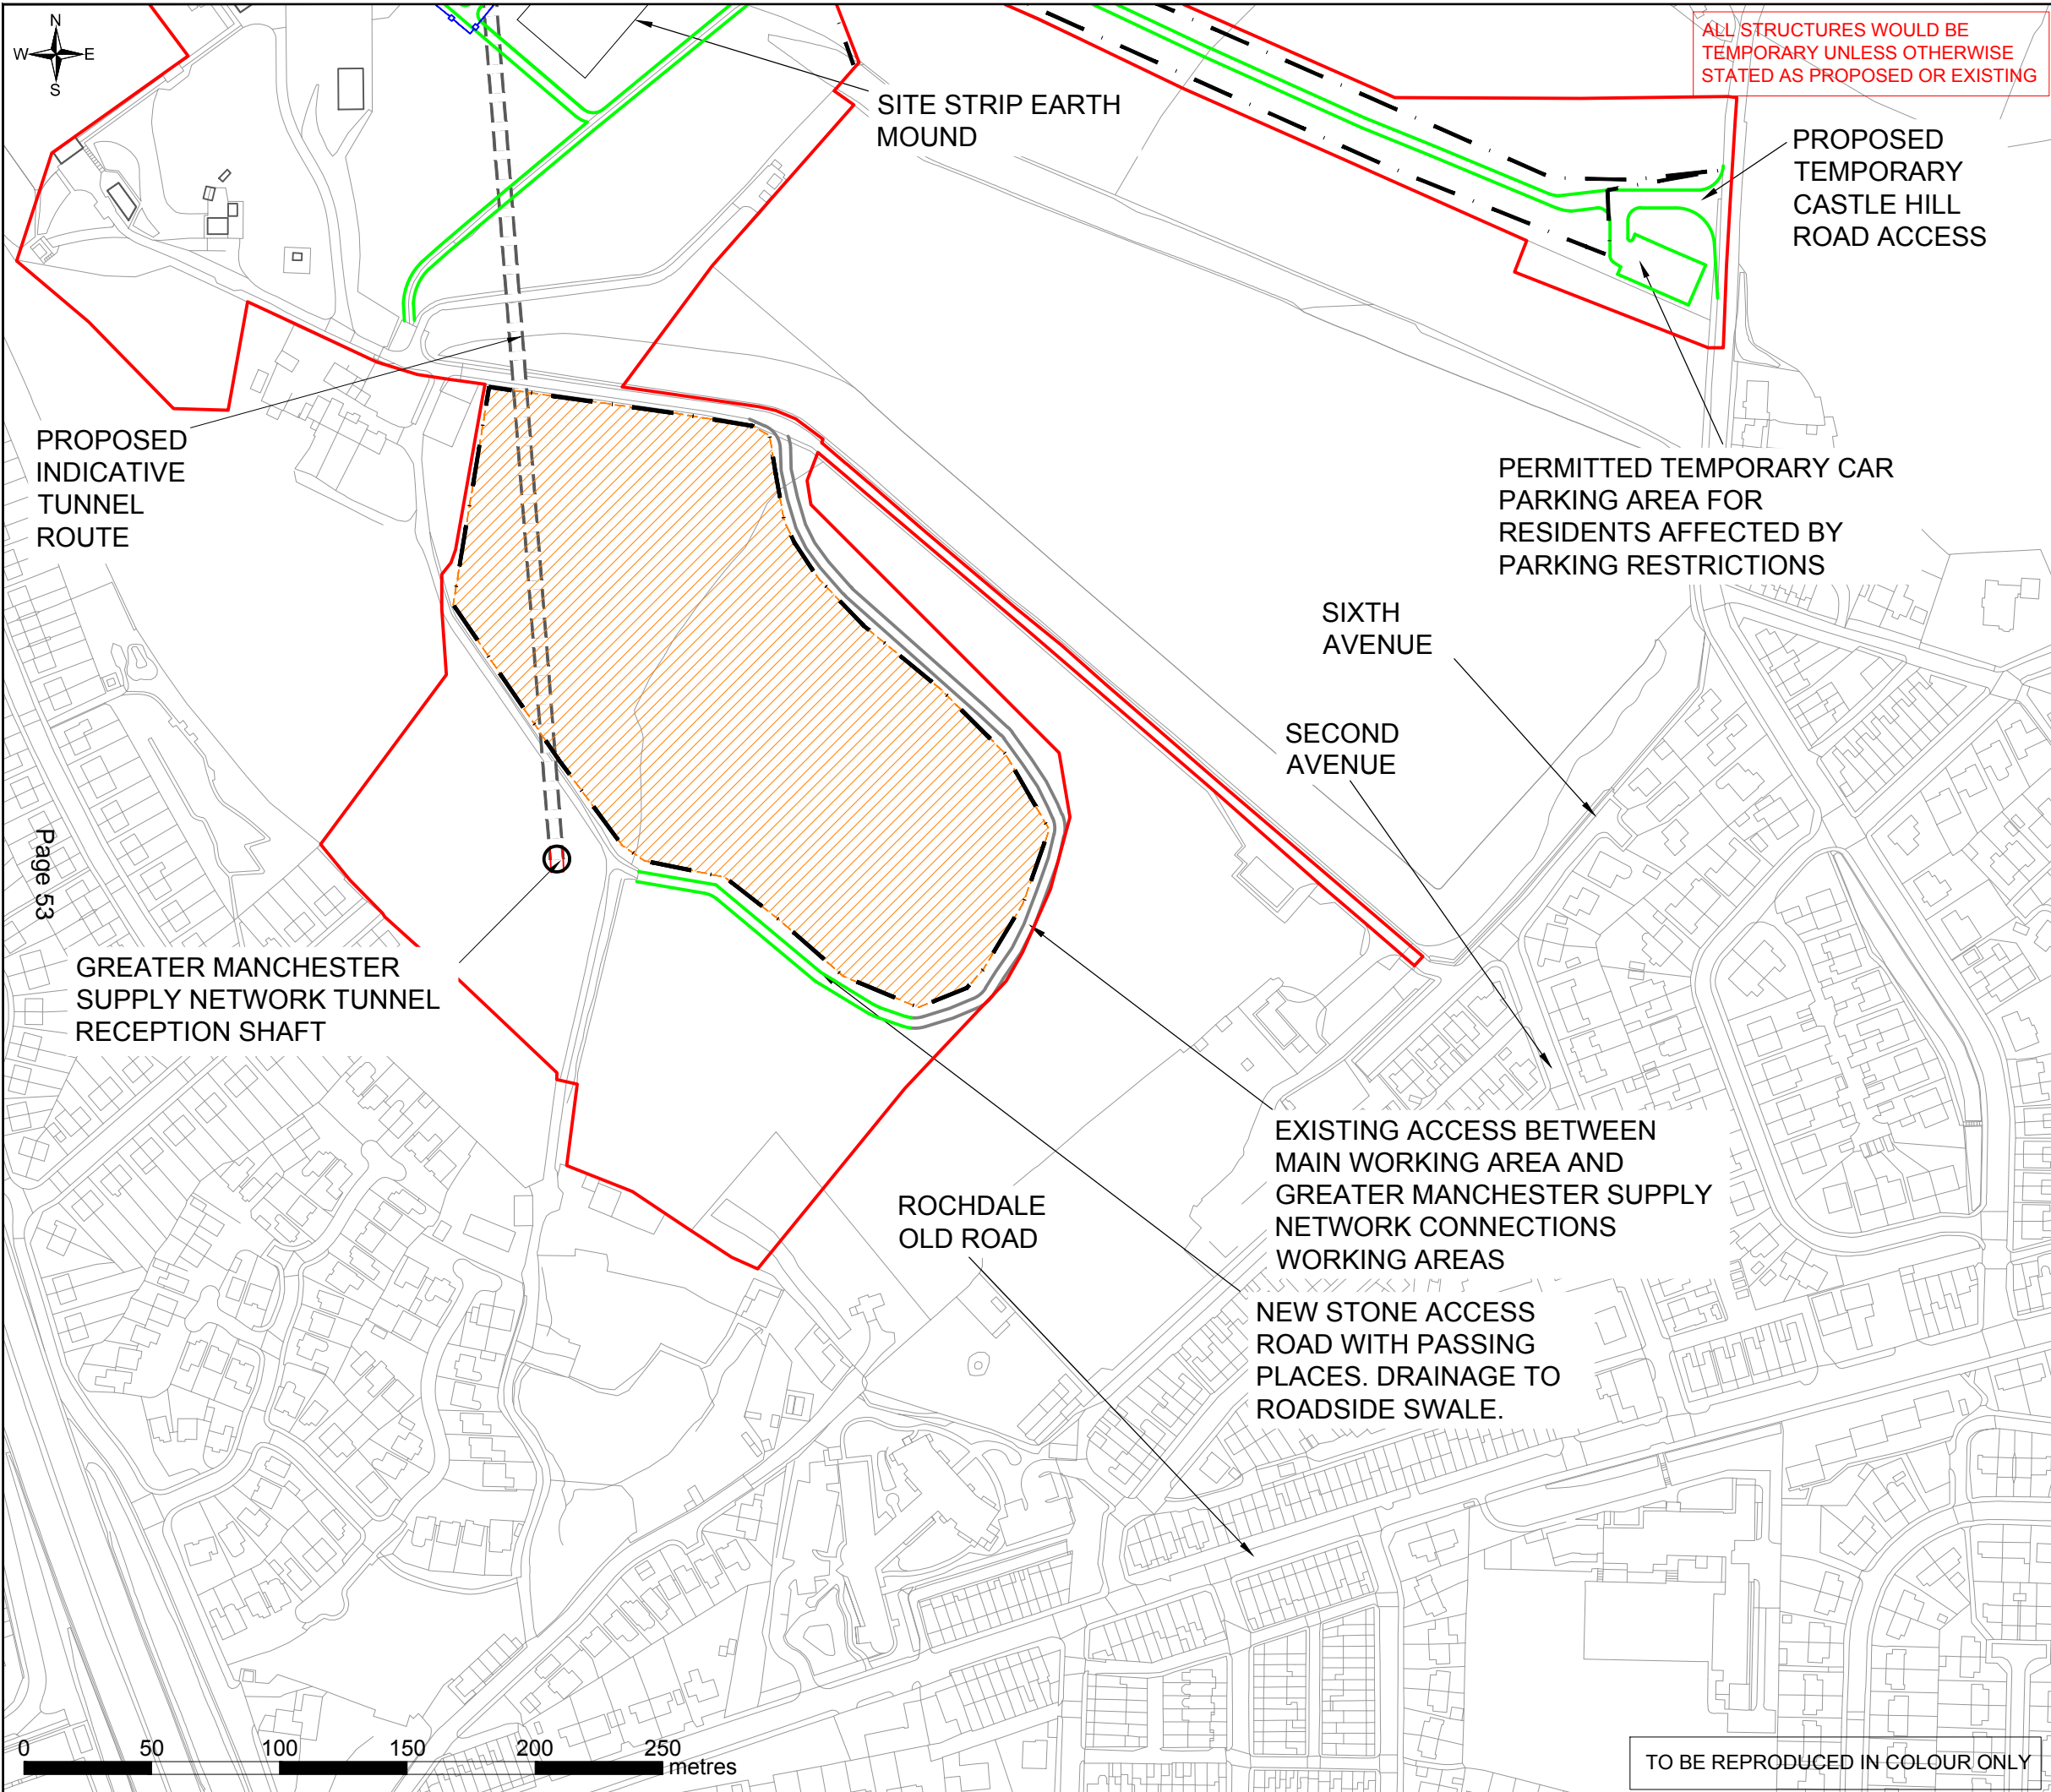 N
W E
S
ALL STRUCTURES WOULD BE
TEMPORARY UNLESS OTHERWISE
STATED AS PROPOSED OR EXISTING
SITE STRIP EARTH
MOUND
PROPOSED
TEMPORARY
CASTLE HILL
ROAD ACCESS
PROPOSED
INDICATIVE
TUNNEL
ROUTE
PERMITTED TEMPORARY CAR
PARKING AREA FOR
RESIDENTS AFFECTED BY
PARKING RESTRICTIONS
SIXTH
AVENUE
SECOND
AVENUE
Page 53
GREATER MANCHESTER
SUPPLY NETWORK TUNNEL
RECEPTION SHAFT
EXISTING ACCESS BETWEEN
MAIN WORKING AREA AND
GREATER MANCHESTER SUPPLY
NETWORK CONNECTIONS
WORKING AREAS
ROCHDALE
OLD ROAD
NEW STONE ACCESS
ROAD WITH PASSING
PLACES. DRAINAGE TO
ROADSIDE SWALE.
0 50 100 150 200 250
metres
TO BE REPRODUCED IN COLOUR ONLY